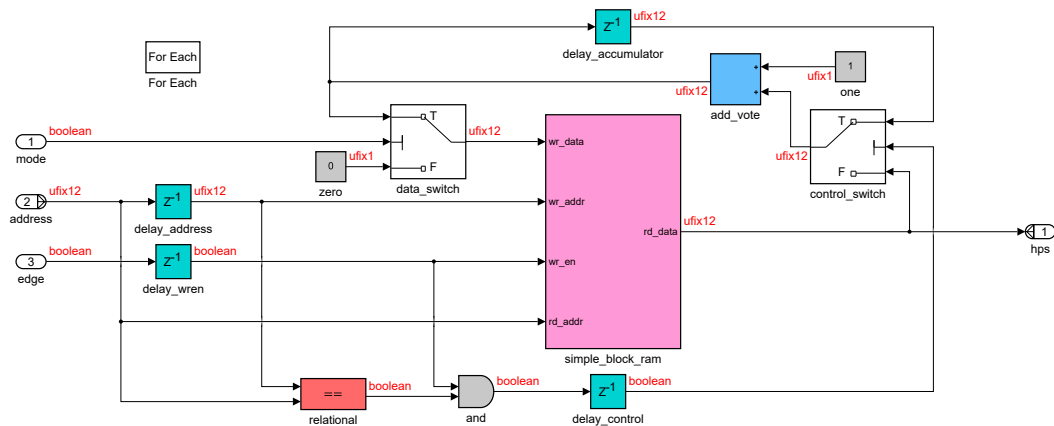 Z-1
ufix12
delay_accumulator
For Each
For Each
ufix12
add_vote
+
+
ufix1
1
one
boolean
1
mode
T
F
ufix12
data_switch
0
ufix1
zero
wr_data
wr_addr
wr_en
rd_addr
rd_data
simple_block_ram
ufix12
T
F
ufix12
control_switch
ufix12
2
address
Z-1
ufix12
delay_address
boolean
3
edge
Z-1
boolean
delay_wren
1
hps
==
boolean
relational
boolean
and
Z-1
boolean
delay_control